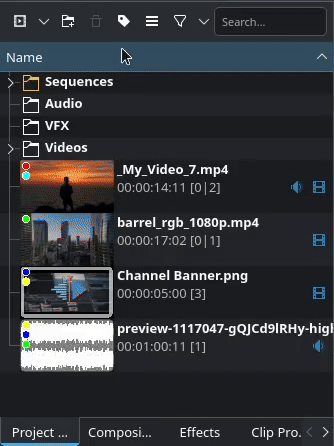 Search...
Name
Sequences
Audio
VFX
Videos
_My_Video_7.mp4
00:00:14:11 [0|2]
barrel_rgb_1080p.mp4
00:00:17:02 [0|1]
Channel Banner.png
00:00:05:00 [3]
preview-1117047-gQJCd9lRHy-high
00:01:00:11 [1]
Project ... Composi... Effects Clip Pro.